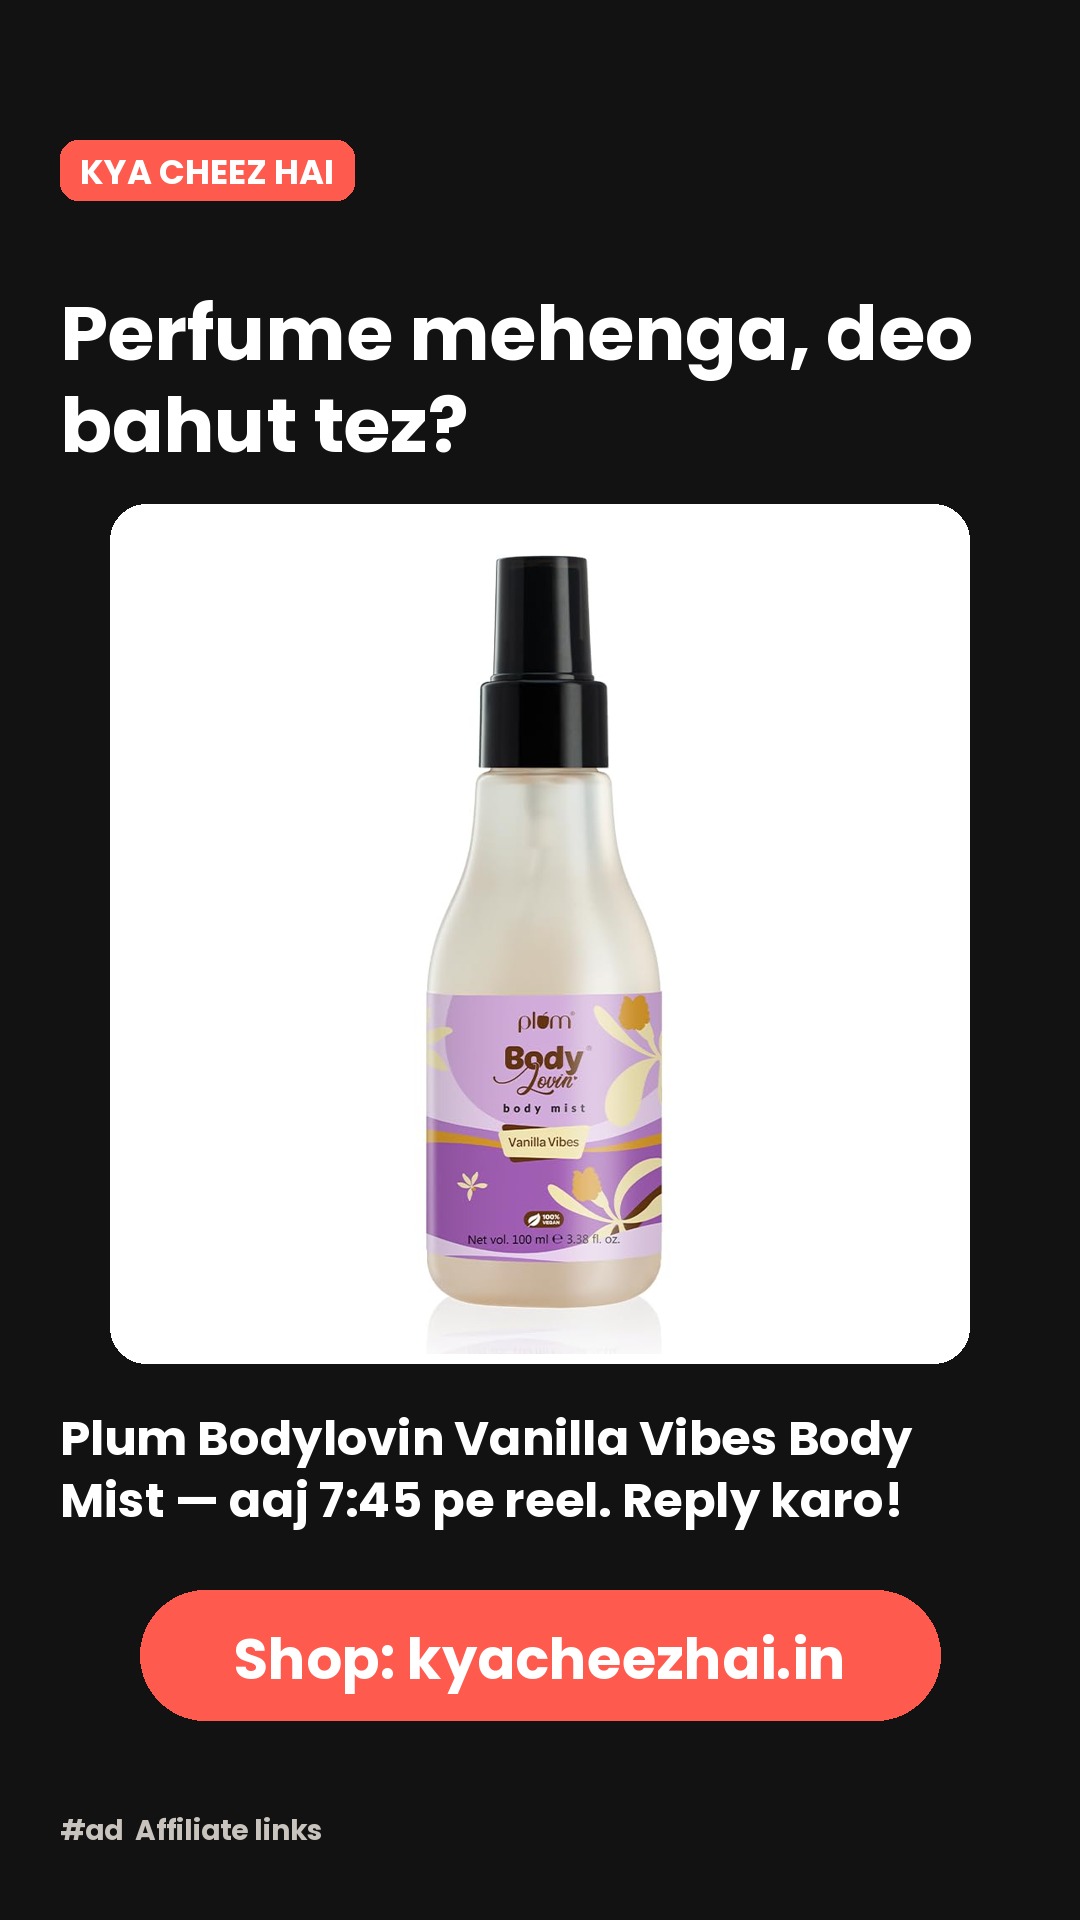 KYA CHEEZ HAI
Perfume mehenga, deo
bahut tez?
plum
Body
Lovin'
body mist
Vanilla Vibes
100%
VEGAN
Net vol. 100 ml ℮ 3.38 fl. oz.
Plum Bodylovin Vanilla Vibes Body
Mist — aaj 7:45 pe reel. Reply karo!
Shop: kyacheezhai.in
#ad Affiliate links